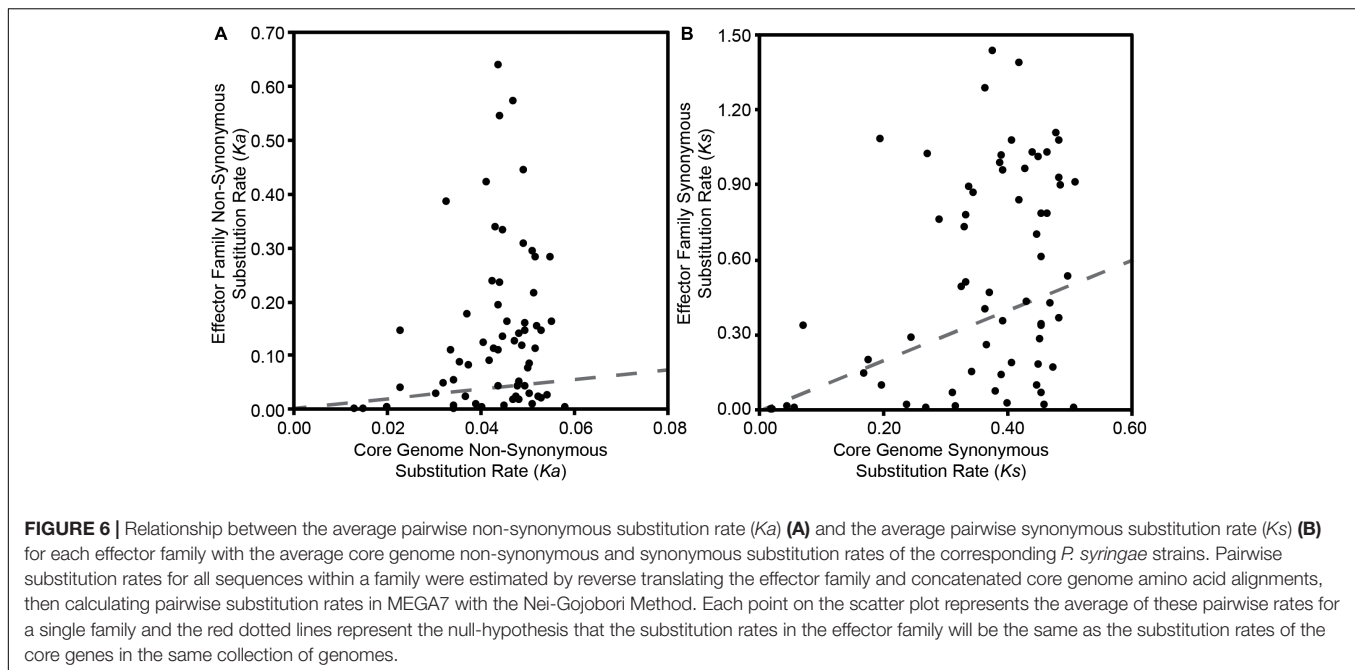 A
0.70
0.60
0.50
0.40
0.30
0.20
0.10
0.00
Effector Family Non-Synonymous
Substitution Rate (Ka)
0.00 0.02 0.04 0.06 0.08
Core Genome Non-Synonymous
Substitution Rate (Ka)
B
1.50
1.20
0.90
0.60
0.30
0.00
Effector Family Synonymous
Substitution Rate (Ks)
0.00 0.20 0.40 0.60
Core Genome Synonymous
Substitution Rate (Ks)
FIGURE 6 | Relationship between the average pairwise non-synonymous substitution rate (Ka) (A) and the average pairwise synonymous substitution rate (Ks) (B)
for each effector family with the average core genome non-synonymous and synonymous substitution rates of the corresponding P. syringae strains. Pairwise
substitution rates for all sequences within a family were estimated by reverse translating the effector family and concatenated core genome amino acid alignments,
then calculating pairwise substitution rates in MEGA7 with the Nei-Gojobori Method. Each point on the scatter plot represents the average of these pairwise rates for
a single family and the red dotted lines represent the null-hypothesis that the substitution rates in the effector family will be the same as the substitution rates of the
core genes in the same collection of genomes.